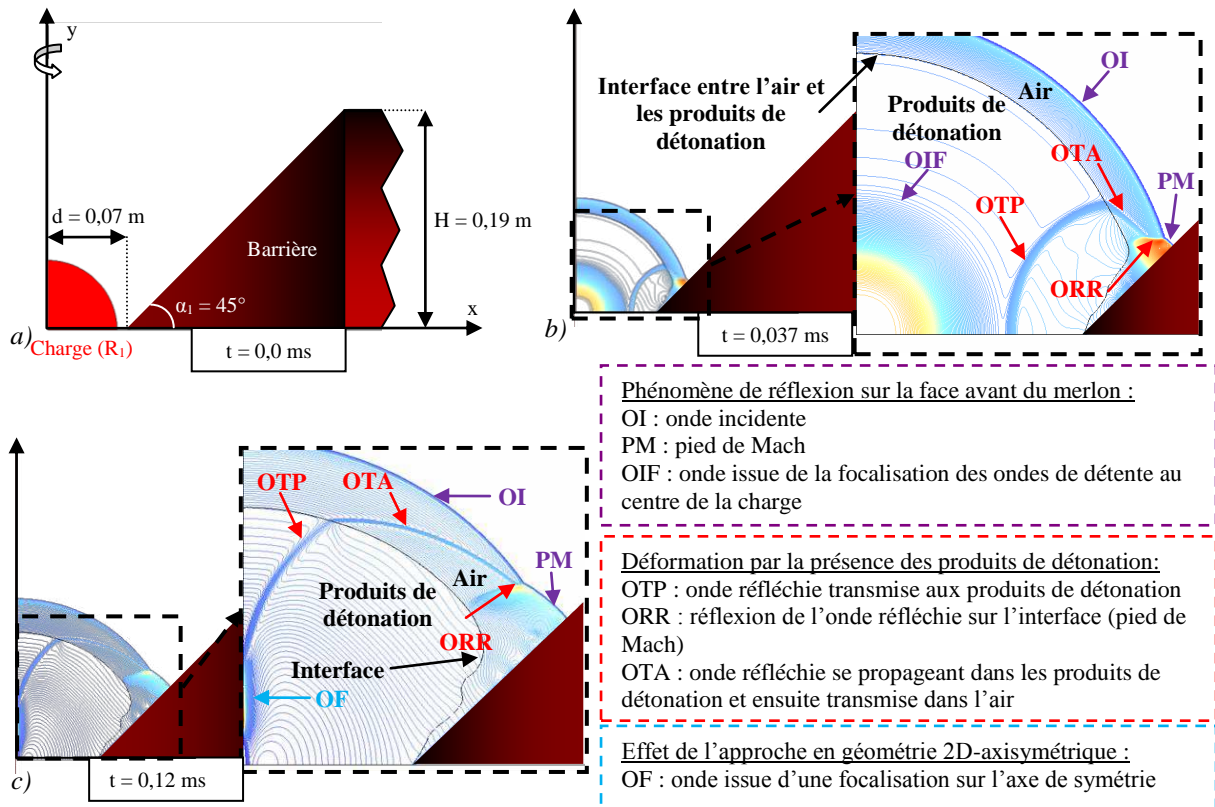 y
d = 0,07 m
H = 0,19 m
Barrière
α₁ = 45°
x
a)
Charge (R₁)
t = 0,0 ms
Interface entre l'air et
les produits de
détonation
OI
Air
Produits de
détonation
OIF
OTA
PM
OTP
ORR
b)
t = 0,037 ms
OTP
OTA
OI
Air
PM
Produits de
détonation
ORR
Interface
OF
c)
t = 0,12 ms
Phénomène de réflexion sur la face avant du merlon :
OI : onde incidente
PM : pied de Mach
OIF : onde issue de la focalisation des ondes de détente au
centre de la charge
Déformation par la présence des produits de détonation:
OTP : onde réfléchie transmise aux produits de détonation
ORR : réflexion de l'onde réfléchie sur l'interface (pied de
Mach)
OTA : onde réfléchie se propageant dans les produits de
détonation et ensuite transmise dans l'air
Effet de l'approche en géométrie 2D-axisymétrique :
OF : onde issue d'une focalisation sur l'axe de symétrie